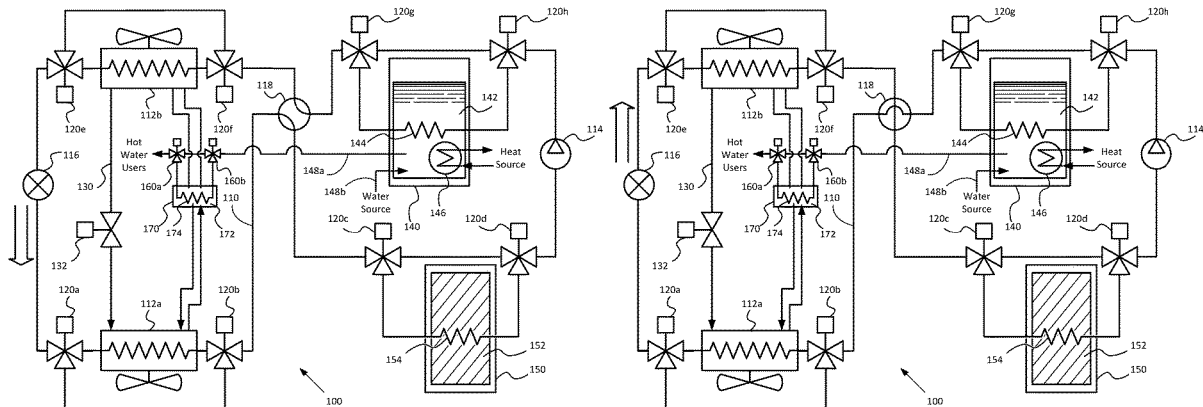 120g
120h
112b
118
142
120e
120f
114
116
Hot
Water
Users
144
Heat
Source
130
148a
160a
160b
148b
146
110
Water
Source
140
170
174
172
120c
120d
132
120a
112a
120b
154
152
150
100
120g
120h
112b
118
142
120e
120f
114
116
Hot
Water
Users
144
Heat
Source
130
148a
160a
160b
148b
146
110
Water
Source
140
170
174
172
120c
120d
132
120a
112a
120b
154
152
150
100